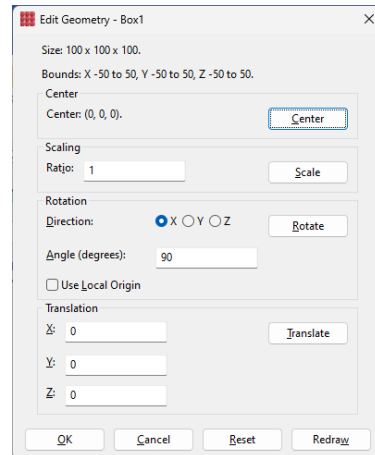 Edit Geometry - Box1
Size: 100 x 100 x 100.
Bounds: X -50 to 50, Y -50 to 50, Z -50 to 50.
Center
Center: (0, 0, 0). Center
Scaling
Ratio: 1 Scale
Rotation
Direction: X Y Z Rotate
Angle (degrees): 90
Use Local Origin
Translation
X: 0 Translate
Y: 0
Z: 0
OK Cancel Reset Redraw